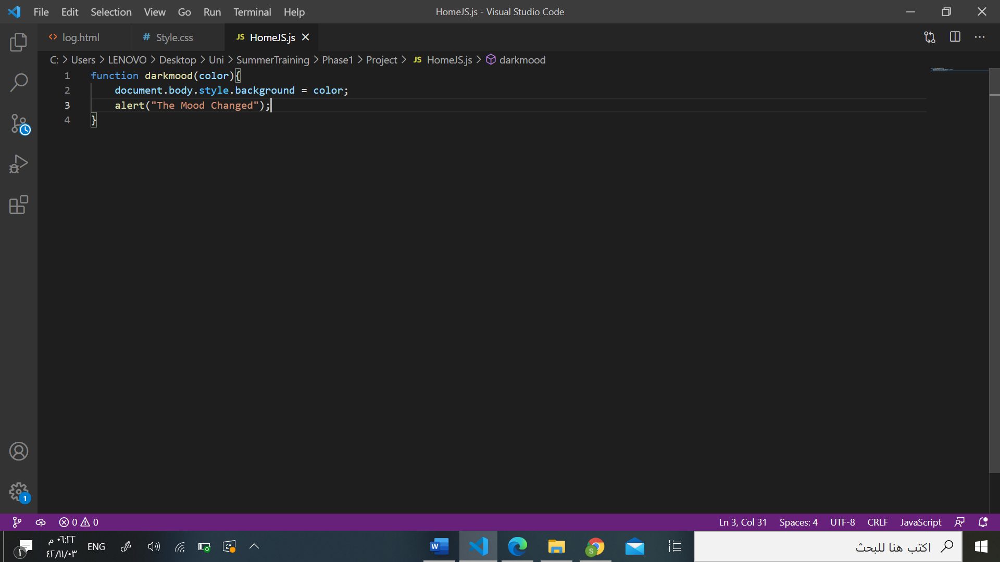 File Edit Selection View Go Run Terminal Help HomeJS.js - Visual Studio Code
log.html # Style.css JS HomeJS.js
C: > Users > LENOVO > Desktop > Uni > SummerTraining > Phase1 > Project > JS HomeJS.js > darkmood
1 function darkmood(color){
2 document.body.style.background = color;
3 alert("The Mood Changed");
4 }
1
0 0 Ln 3, Col 31 Spaces: 4 UTF-8 CRLF JavaScript
١ ٠٦:٢٢ م ENG W S اكتب هنا للبحث
٤٢/١١/٠٣